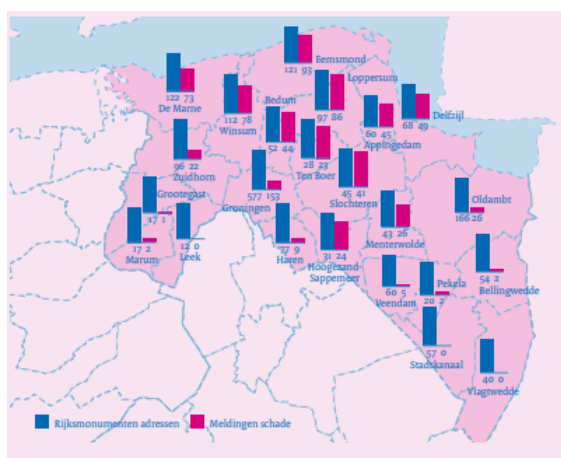 121 93
Eemsmond
122 73
De Marne
112 78
Winsum
Bedum
52 44
97 86
Loppersum
60 45
Appingedam
68 49
Delfzijl
96 22
Zuidhorn
28 23
Ten Boer
577 153
Groningen
45 41
Slochteren
Grootegast
17 1
17 2
Marum
12 0
Leek
77 9
Haren
31 24
Hoogezand-
Sappemeer
43 26
Menterwolde
Oldambt
166 26
54 2
Bellingwedde
60 5
Veendam
Pekela
20 2
57 0
Stadskanaal
40 0
Vlagtwedde
Rijksmonumenten adressen
Meldingen schade